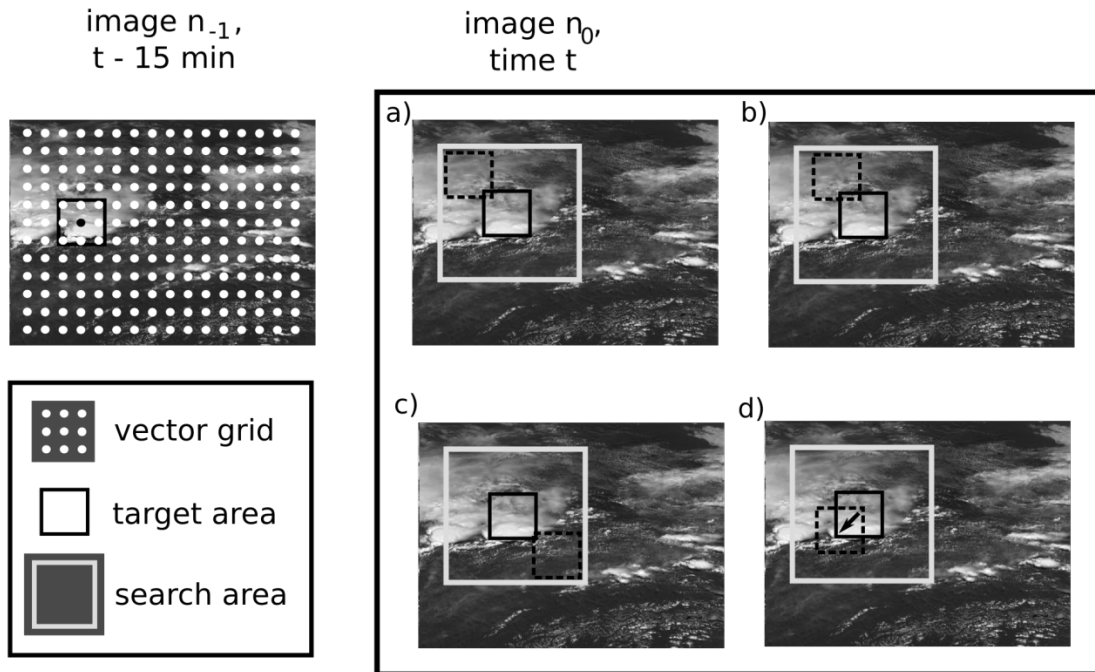 image n-1,
t - 15 min
image n0,
time t
a)
b)
c)
d)
vector grid
target area
search area